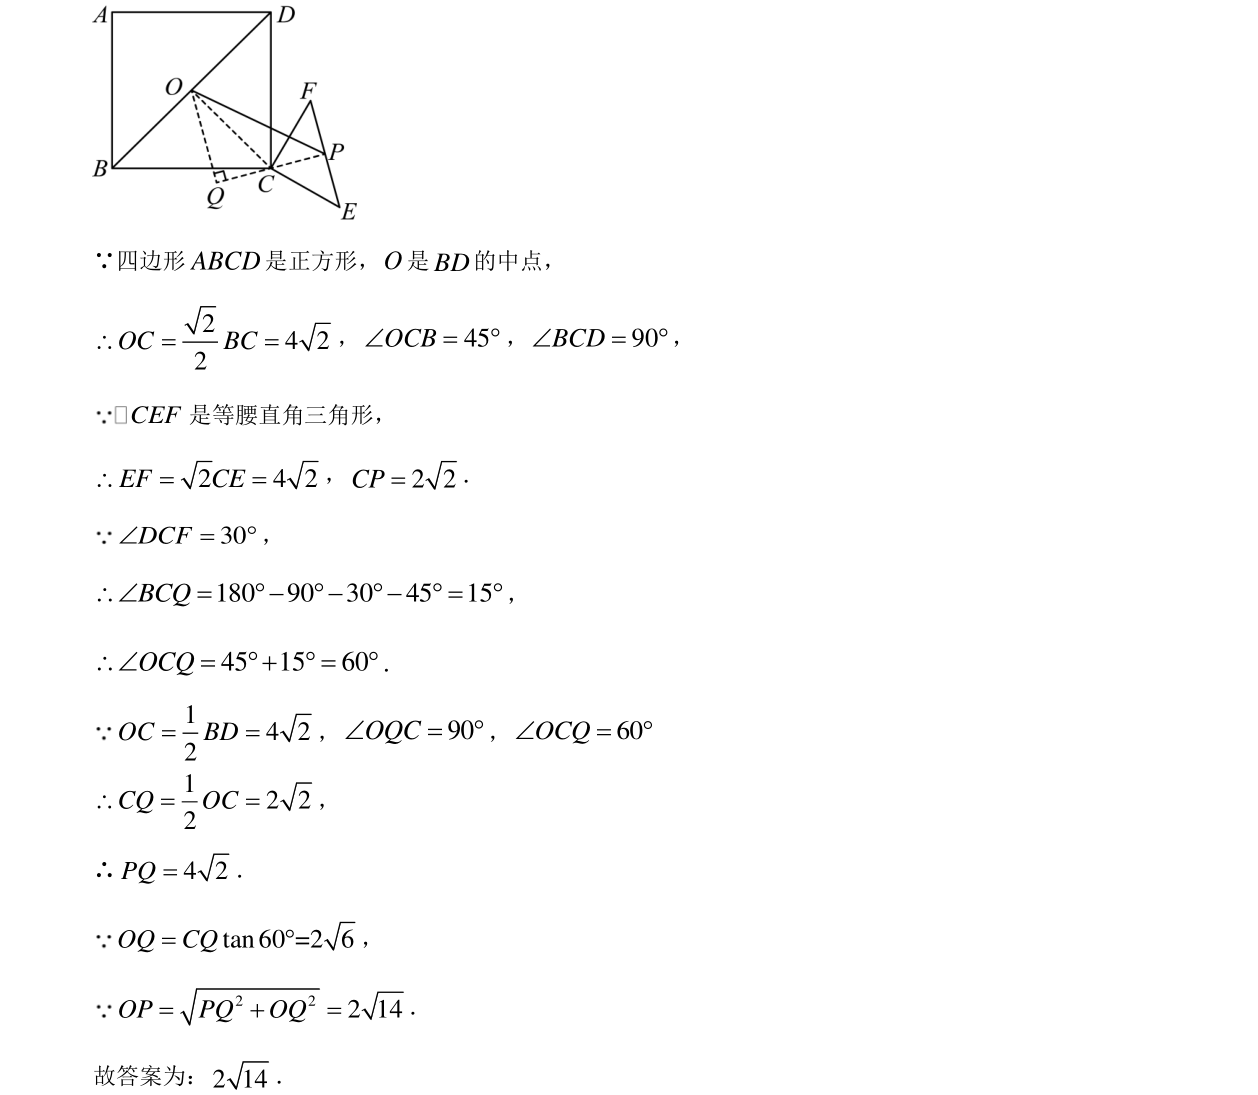 A
D
O
F
P
B
Q
C
E
∵四边形ABCD是正方形，O是BD的中点，
∴OC=√2/2 BC=4√2，∠OCB=45°，∠BCD=90°，
∵□CEF 是等腰直角三角形，
∴EF=√2CE=4√2，CP=2√2．
∵∠DCF=30°，
∴∠BCQ=180°−90°−30°−45°=15°，
∴∠OCQ=45°+15°=60°．
∵OC=1/2 BD=4√2，∠OQC=90°，∠OCQ=60°
∴CQ=1/2 OC=2√2，
∴PQ=4√2．
∵OQ=CQ tan60°=2√6，
∵OP=√(PQ²+OQ²)=2√14．
故答案为：2√14．